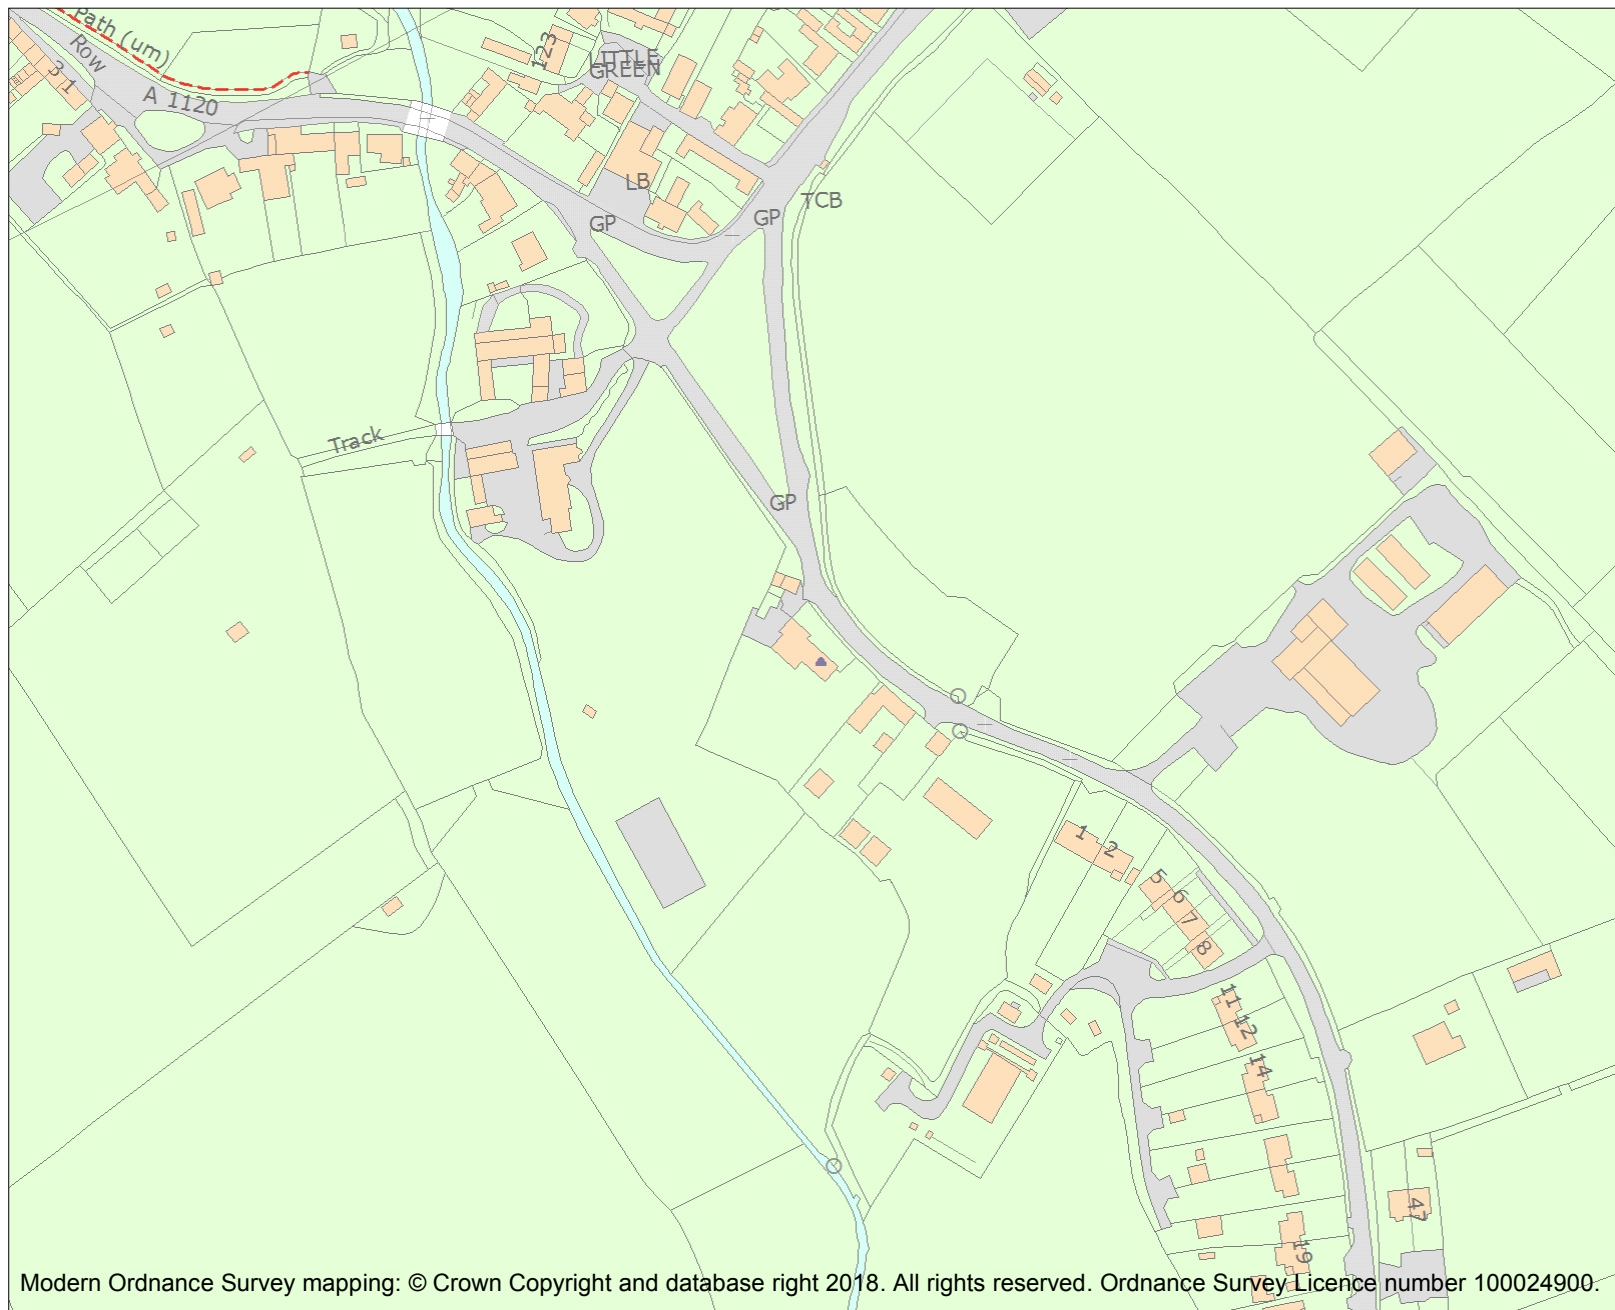 Path (um)
Row
3
1
A 1120
123
LITTLE
GREEN
LB
GP
GP
TCB
Track
GP
1
2
5
6
7
8
11
12
14
19
47
Modern Ordnance Survey mapping: © Crown Copyright and database right 2018. All rights reserved. Ordnance Survey Licence number 100024900.